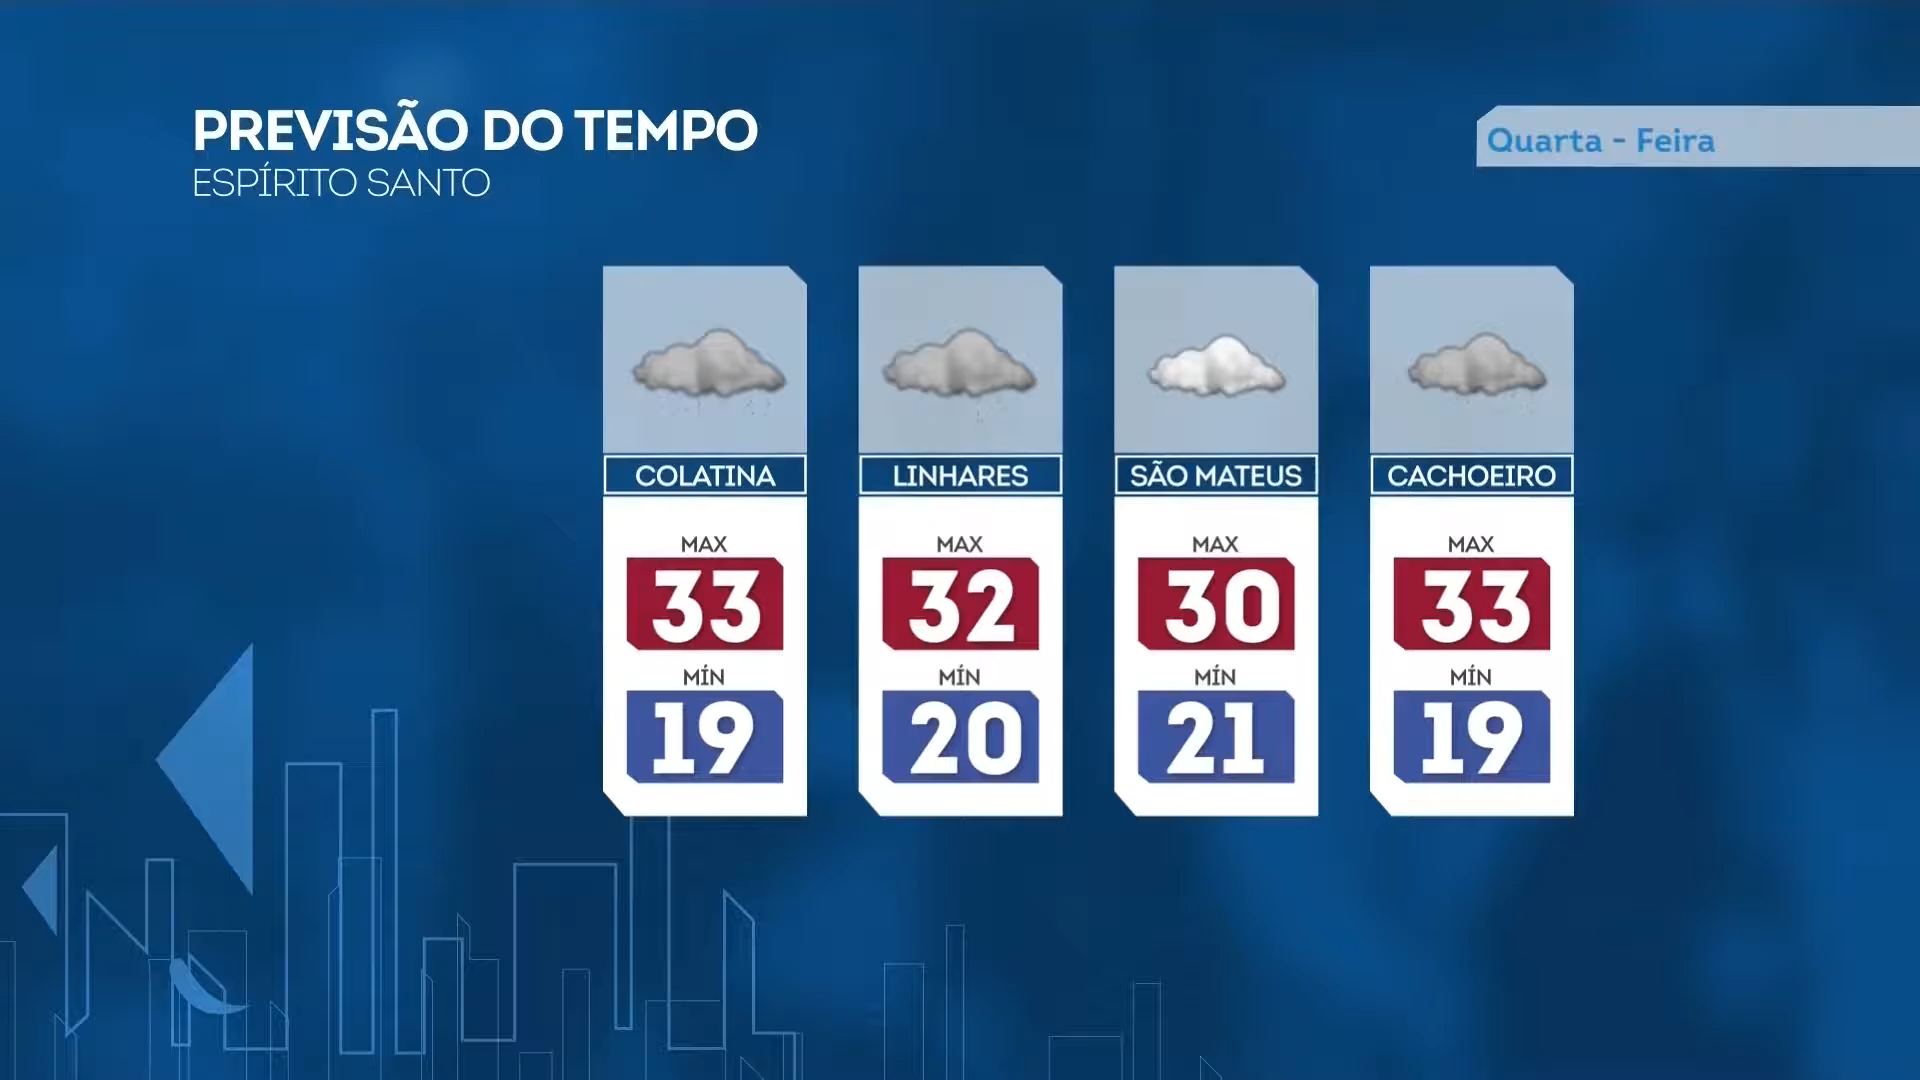 PREVISÃO DO TEMPO
ESPÍRITO SANTO
Quarta - Feira
COLATINA
MAX
33
MÍN
19
LINHARES
MAX
32
MÍN
20
SÃO MATEUS
MAX
30
MÍN
21
CACHOEIRO
MAX
33
MÍN
19